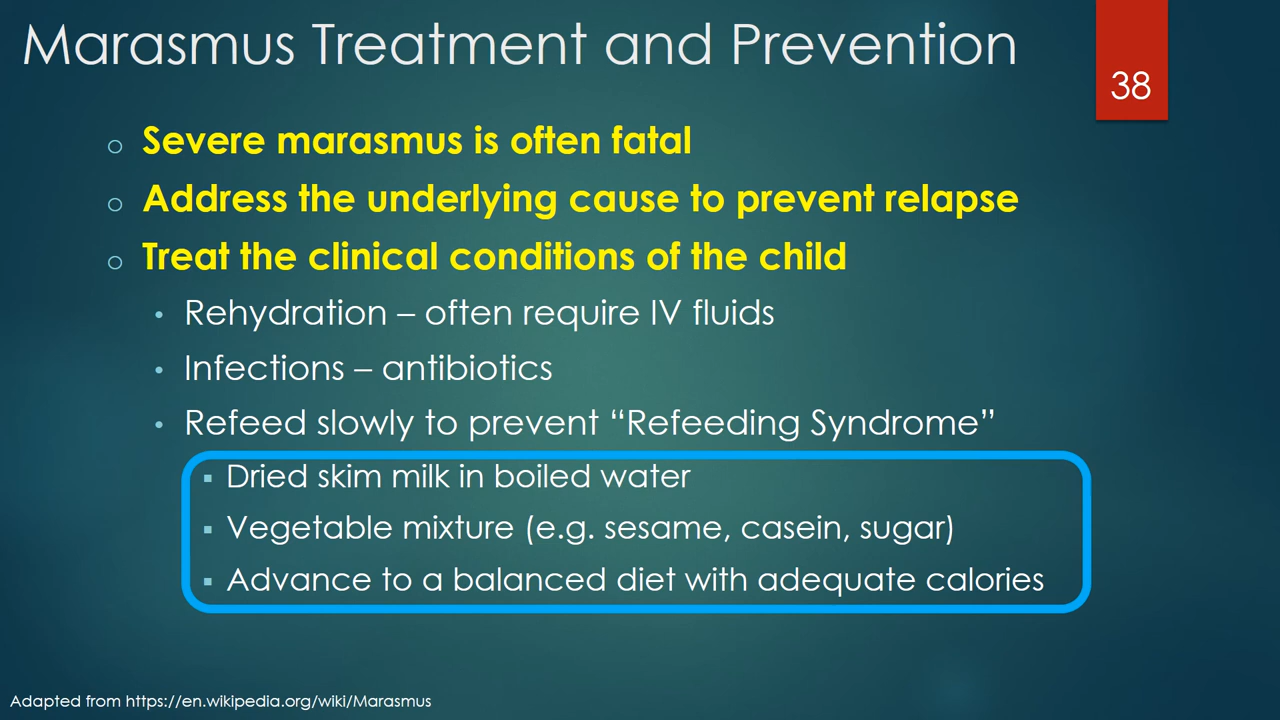 Marasmus Treatment and Prevention
38
Severe marasmus is often fatal
Address the underlying cause to prevent relapse
Treat the clinical conditions of the child
Rehydration – often require IV fluids
Infections – antibiotics
Refeed slowly to prevent “Refeeding Syndrome”
Dried skim milk in boiled water
Vegetable mixture (e.g. sesame, casein, sugar)
Advance to a balanced diet with adequate calories
Adapted from https://en.wikipedia.org/wiki/Marasmus